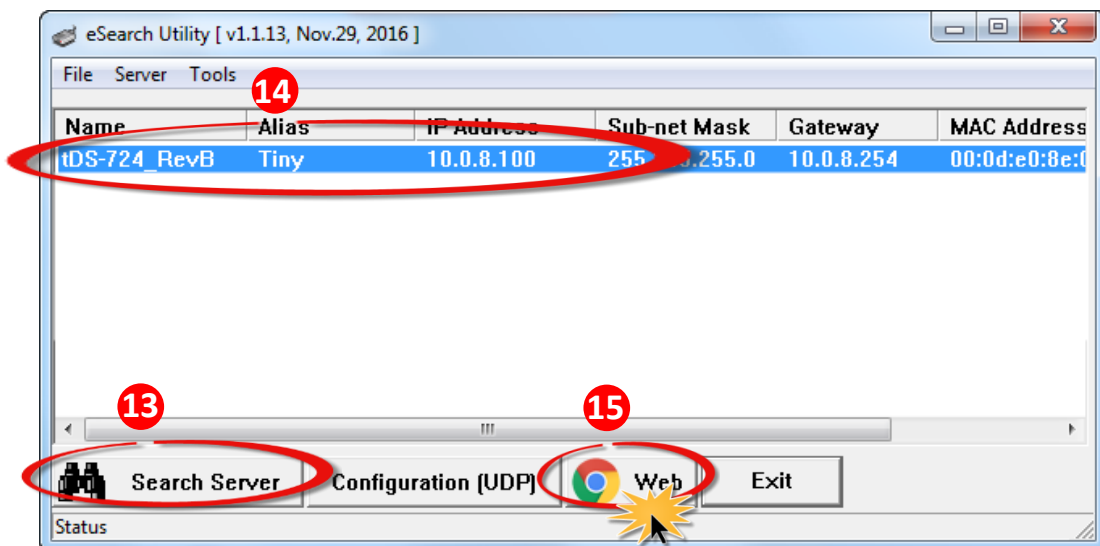 eSearch Utility [ v1.1.13, Nov.29, 2016 ]
File Server Tools
14
Name Alias IP Address Sub-net Mask Gateway MAC Address
tDS-724_RevB Tiny 10.0.8.100 255 .255.0 10.0.8.254 00:0d:e0:8e:0
13
15
Search Server Configuration (UDP) Web Exit
Status